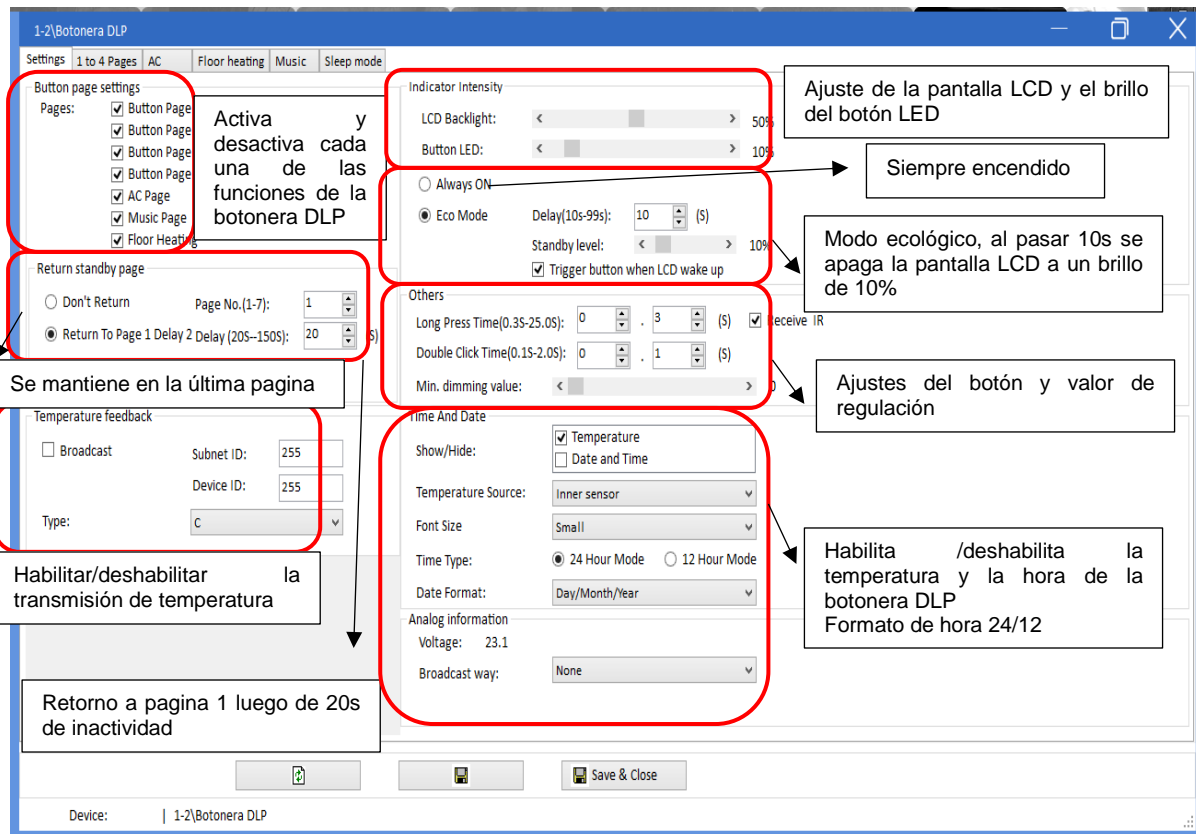 1-2\Botonera DLP
Settings 1 to 4 Pages AC Floor heating Music Sleep mode
Button page settings
Pages:
Button Page
Button Page
Button Page
Button Page
AC Page
Music Page
Floor Heating
Activa y
desactiva cada
una de las
funciones de la
botonera DLP
Return standby page
Don't Return Page No.(1-7): 1
Return To Page 1 Delay 2 Delay (20S--150S): 20 S)
Se mantiene en la última pagina
Temperature feedback
Broadcast Subnet ID: 255
Device ID: 255
Type: C
Habilitar/deshabilitar la
transmisión de temperatura
Retorno a pagina 1 luego de 20s
de inactividad
Indicator Intensity
LCD Backlight: 50%
Button LED: 10%
Ajuste de la pantalla LCD y el brillo
del botón LED
Always ON
Siempre encendido
Eco Mode Delay(10s-99s): 10 (S)
Standby level: 10%
Trigger button when LCD wake up
Modo ecológico, al pasar 10s se
apaga la pantalla LCD a un brillo
de 10%
Others
Long Press Time(0.3S-25.0S): 0 . 3 (S) Receive IR
Double Click Time(0.1S-2.0S): 0 . 1 (S)
Min. dimming value: 0
Ajustes del botón y valor de
regulación
Time And Date
Show/Hide:
Temperature
Date and Time
Temperature Source: Inner sensor
Font Size Small
Time Type: 24 Hour Mode 12 Hour Mode
Date Format: Day/Month/Year
Habilita /deshabilita la
temperatura y la hora de la
botonera DLP
Formato de hora 24/12
Analog information
Voltage: 23.1
Broadcast way: None
Save & Close
Device: 1-2\Botonera DLP